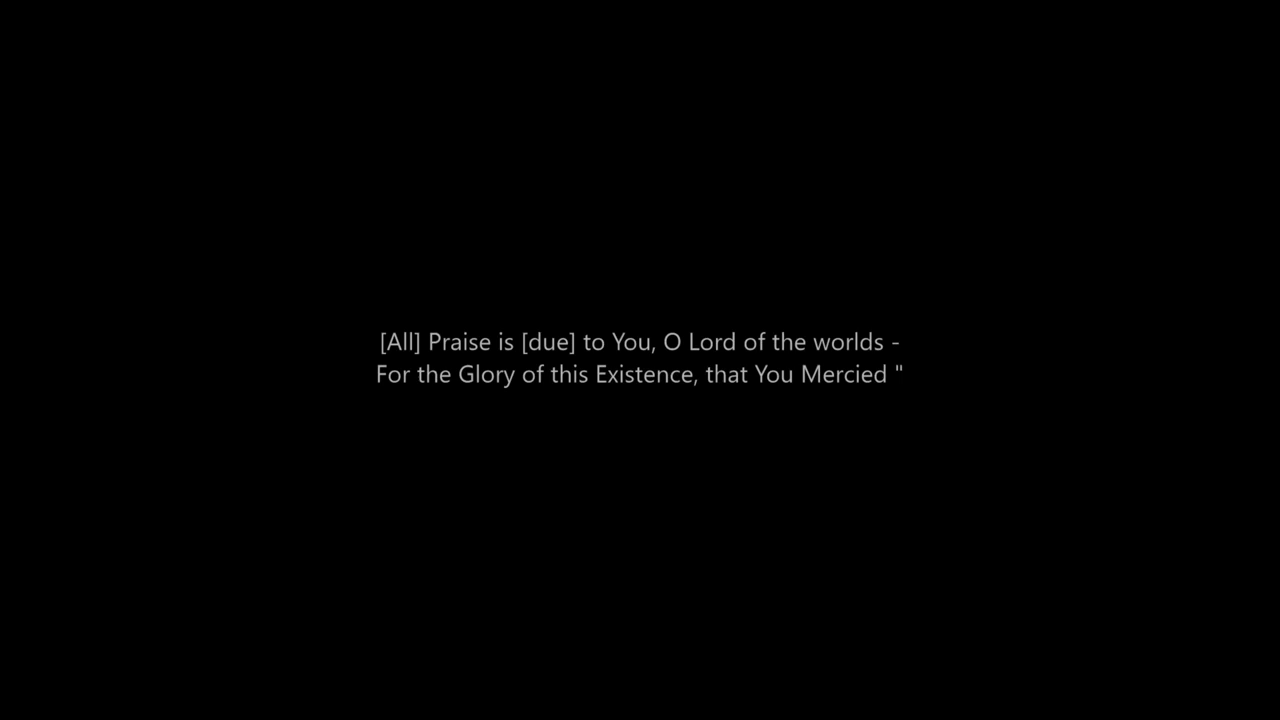 [All] Praise is [due] to You, O Lord of the worlds -
For the Glory of this Existence, that You Mercied "